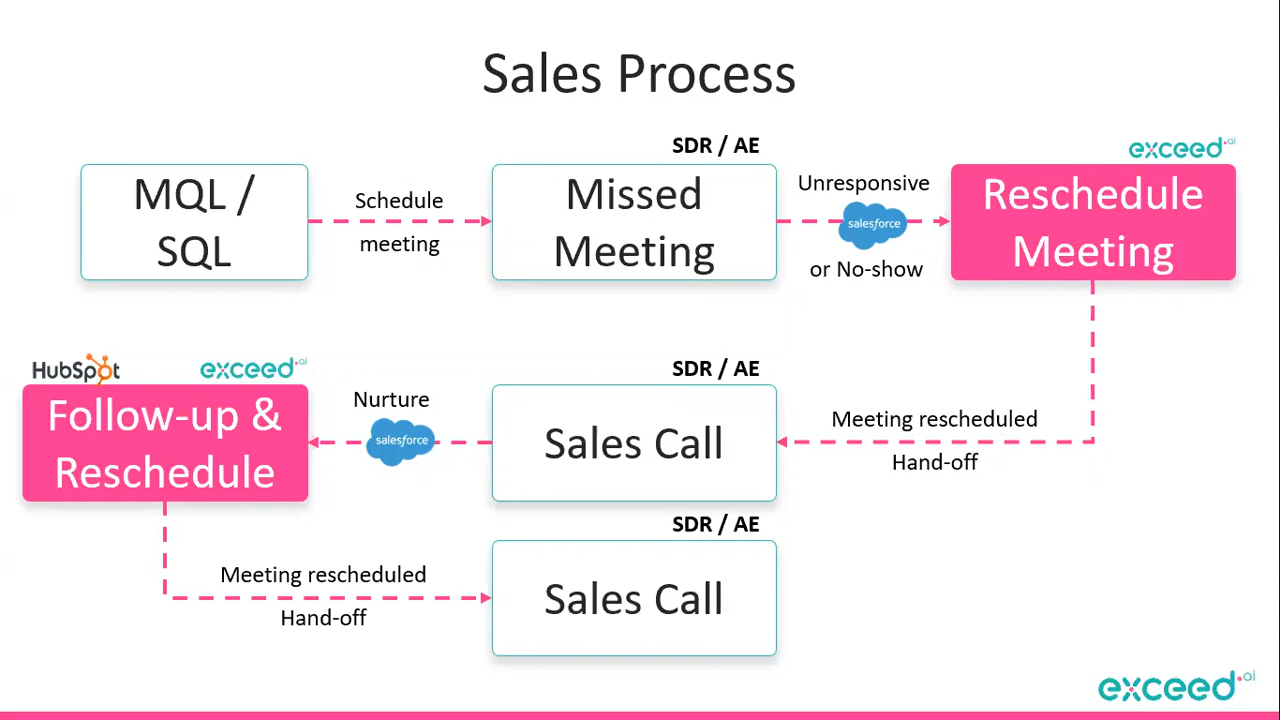 Sales Process
SDR / AE
exceed.ai
MQL /
SQL
Schedule
meeting
Missed
Meeting
Unresponsive
salesforce
or No-show
Reschedule
Meeting
HubSpot
exceed.ai
Follow-up &
Reschedule
Nurture
salesforce
SDR / AE
Sales Call
Meeting rescheduled
Hand-off
SDR / AE
Meeting rescheduled
Hand-off
Sales Call
exceed.ai